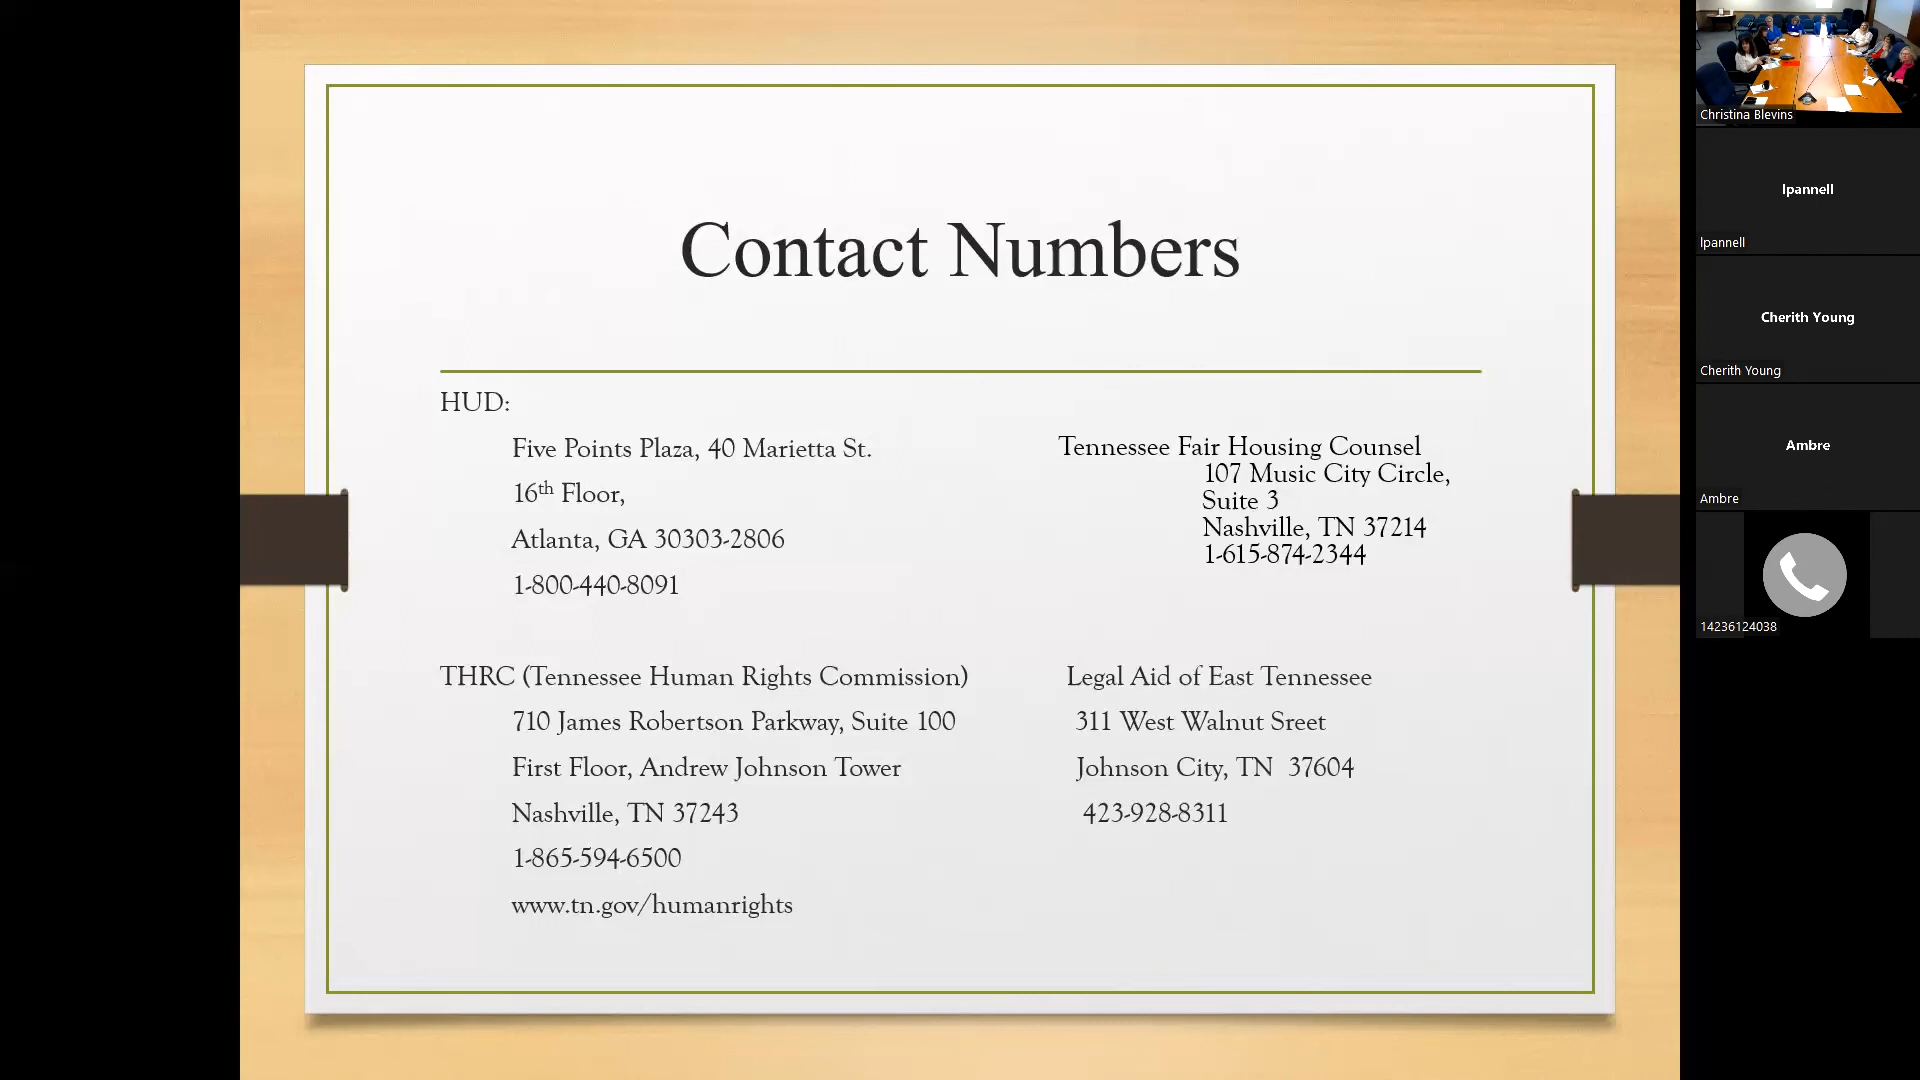 Contact Numbers
HUD:
Five Points Plaza, 40 Marietta St.
16th Floor,
Atlanta, GA 30303-2806
1-800-440-8091
Tennessee Fair Housing Counsel
107 Music City Circle,
Suite 3
Nashville, TN 37214
1-615-874-2344
THRC (Tennessee Human Rights Commission)
710 James Robertson Parkway, Suite 100
First Floor, Andrew Johnson Tower
Nashville, TN 37243
1-865-594-6500
www.tn.gov/humanrights
Legal Aid of East Tennessee
311 West Walnut Sreet
Johnson City, TN  37604
423-928-8311
Christina Blevins
lpannell
lpannell
Cherith Young
Cherith Young
Ambre
Ambre
14236124038